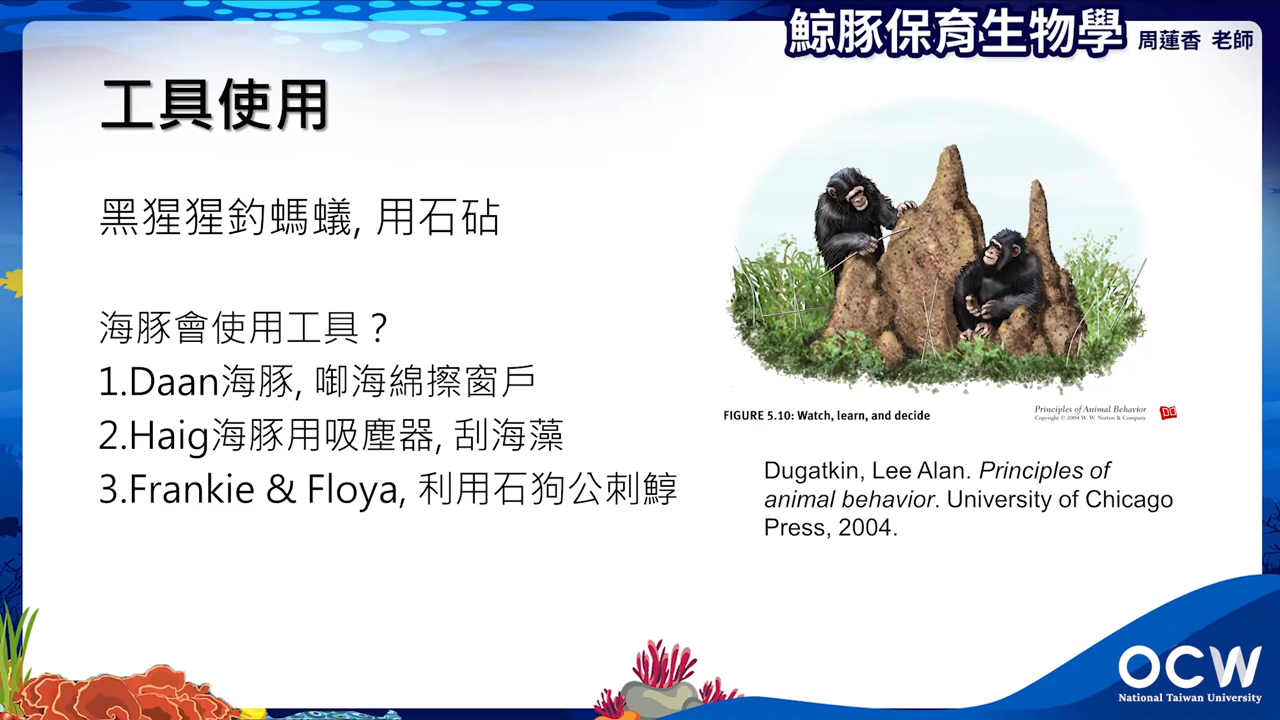 鯨豚保育生物學 周蓮香 老師
工具使用
黑猩猩釣螞蟻, 用石砧
海豚會使用工具？
1.Daan海豚, 啣海綿擦窗戶
2.Haig海豚用吸塵器, 刮海藻
3.Frankie & Floya, 利用石狗公刺鯙
FIGURE 5.10: Watch, learn, and decide
Principles of Animal Behavior
Copyright © 2004 W. W. Norton & Company
Dugatkin, Lee Alan. Principles of
animal behavior. University of Chicago
Press, 2004.
OCW
National Taiwan University